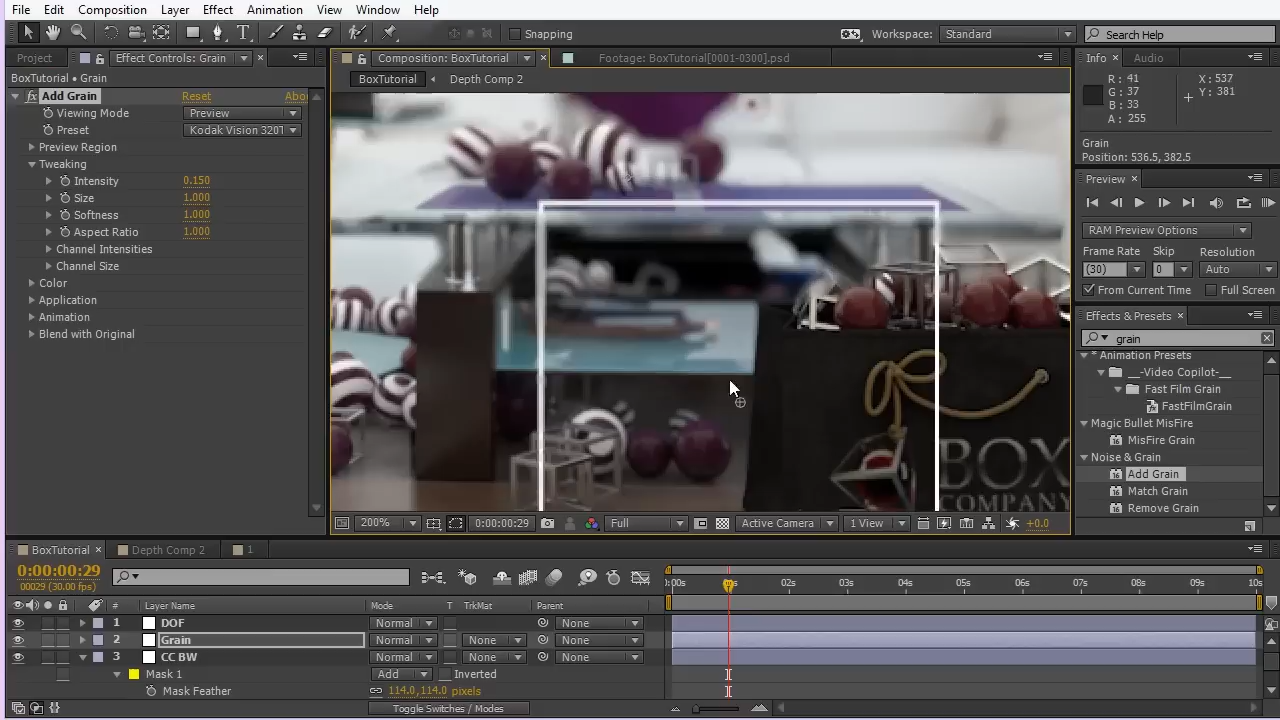 File Edit Composition Layer Effect Animation View Window Help
Snapping Workspace: Standard Search Help
Project Effect Controls: Grain Composition: BoxTutorial Footage: BoxTutorial[0001-0300].psd Info Audio
BoxTutorial • Grain BoxTutorial Depth Comp 2
Add Grain Reset Abo
Viewing Mode Preview
Preset Kodak Vision 320T
Preview Region
Tweaking
Intensity 0.150
Size 1.000
Softness 1.000
Aspect Ratio 1.000
Channel Intensities
Channel Size
Color
Application
Animation
Blend with Original
BOX
COMPANY
200% 0:00:00:29 Full Active Camera 1 View +0.0
R: 41 X: 537
G: 37 Y: 381
B: 33
A: 255
Grain
Position: 536.5, 382.5
Preview
RAM Preview Options
Frame Rate Skip Resolution
(30) 0 Auto
From Current Time Full Screen
Effects & Presets
grain
* Animation Presets
__-Video Copilot-__
Fast Film Grain
FastFilmGrain
Magic Bullet MisFire
MisFire Grain
Noise & Grain
Add Grain
Match Grain
Remove Grain
BoxTutorial Depth Comp 2 1
0:00:00:29
00029 (30.00 fps)
:00s 02s 03s 04s 05s 06s 07s 08s 09s 10s
# Layer Name Mode T TrkMat Parent
1 DOF Normal None
2 Grain Normal None None
3 CC BW Normal None None
Mask 1 Add Inverted
Mask Feather 114.0,114.0 pixels
Toggle Switches / Modes